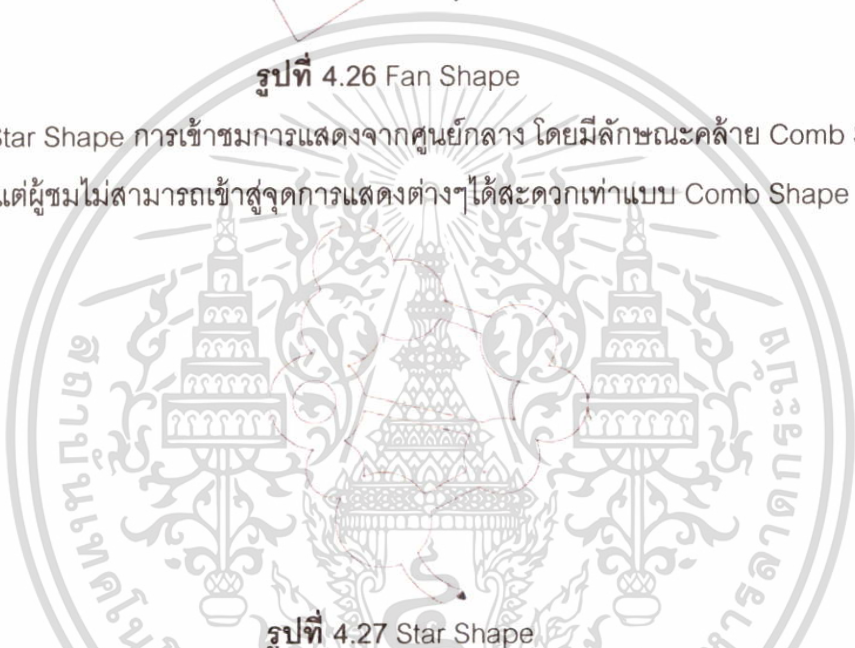 รูปที่ 4.26 Fan Shape
Star Shape การเข้าชมการแสดงจากศูนย์กลาง โดยมีลักษณะคล้าย Comb
แต่ผู้ชมไม่สามารถเข้าสู่จุดการแสดงต่างๆได้สะดวกเท่าแบบ Comb Shape
รูปที่ 4.27 Star Shape